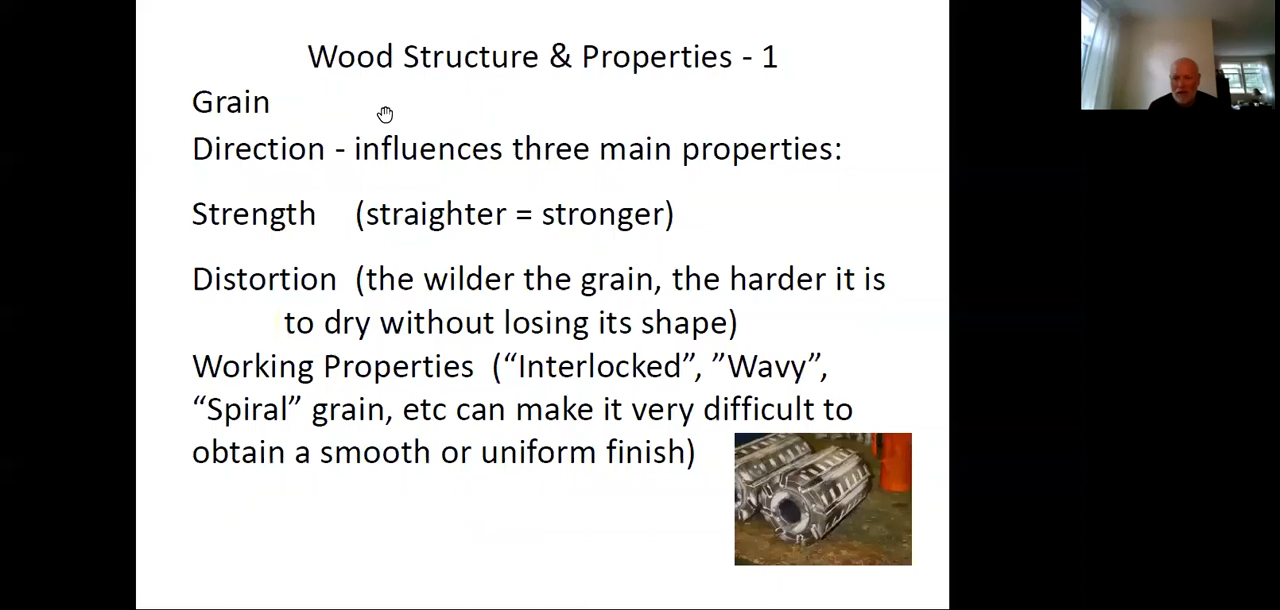 Wood Structure & Properties - 1
Grain
Direction - influences three main properties:
Strength (straighter = stronger)
Distortion (the wilder the grain, the harder it is
to dry without losing its shape)
Working Properties (“Interlocked”, ”Wavy”,
“Spiral” grain, etc can make it very difficult to
obtain a smooth or uniform finish)